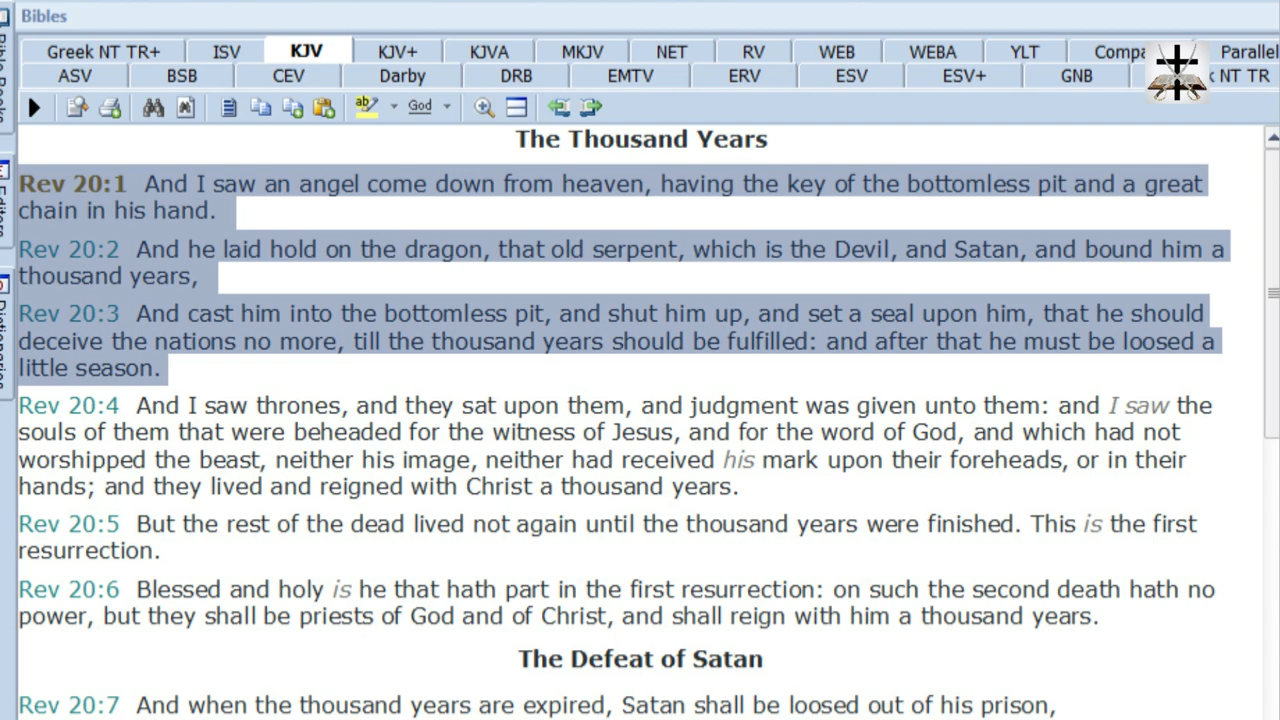 Bibles
Greek NT TR+ ISV KJV KJV+ KJVA MKJV NET RV WEB WEBA YLT Parallel
ASV BSB CEV Darby DRB EMTV ERV ESV ESV+ GNB NT TR
God
The Thousand Years
Rev 20:1 And I saw an angel come down from heaven, having the key of the bottomless pit and a great
chain in his hand.
Rev 20:2 And he laid hold on the dragon, that old serpent, which is the Devil, and Satan, and bound him a
thousand years,
Rev 20:3 And cast him into the bottomless pit, and shut him up, and set a seal upon him, that he should
deceive the nations no more, till the thousand years should be fulfilled: and after that he must be loosed a
little season.
Rev 20:4 And I saw thrones, and they sat upon them, and judgment was given unto them: and I saw the
souls of them that were beheaded for the witness of Jesus, and for the word of God, and which had not
worshipped the beast, neither his image, neither had received his mark upon their foreheads, or in their
hands; and they lived and reigned with Christ a thousand years.
Rev 20:5 But the rest of the dead lived not again until the thousand years were finished. This is the first
resurrection.
Rev 20:6 Blessed and holy is he that hath part in the first resurrection: on such the second death hath no
power, but they shall be priests of God and of Christ, and shall reign with him a thousand years.
The Defeat of Satan
Rev 20:7 And when the thousand years are expired, Satan shall be loosed out of his prison,
Bible Books
Editors